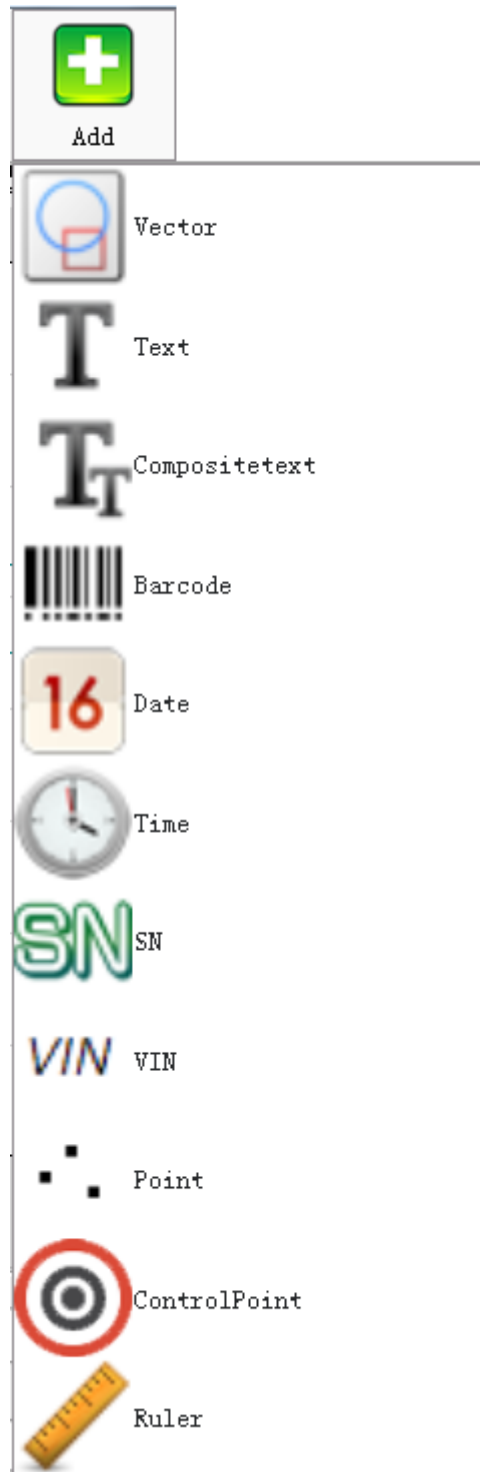 Add
Vector
Text
Compositetext
Barcode
16 Date
Time
SN SN
VIN VIN
Point
ControlPoint
Ruler